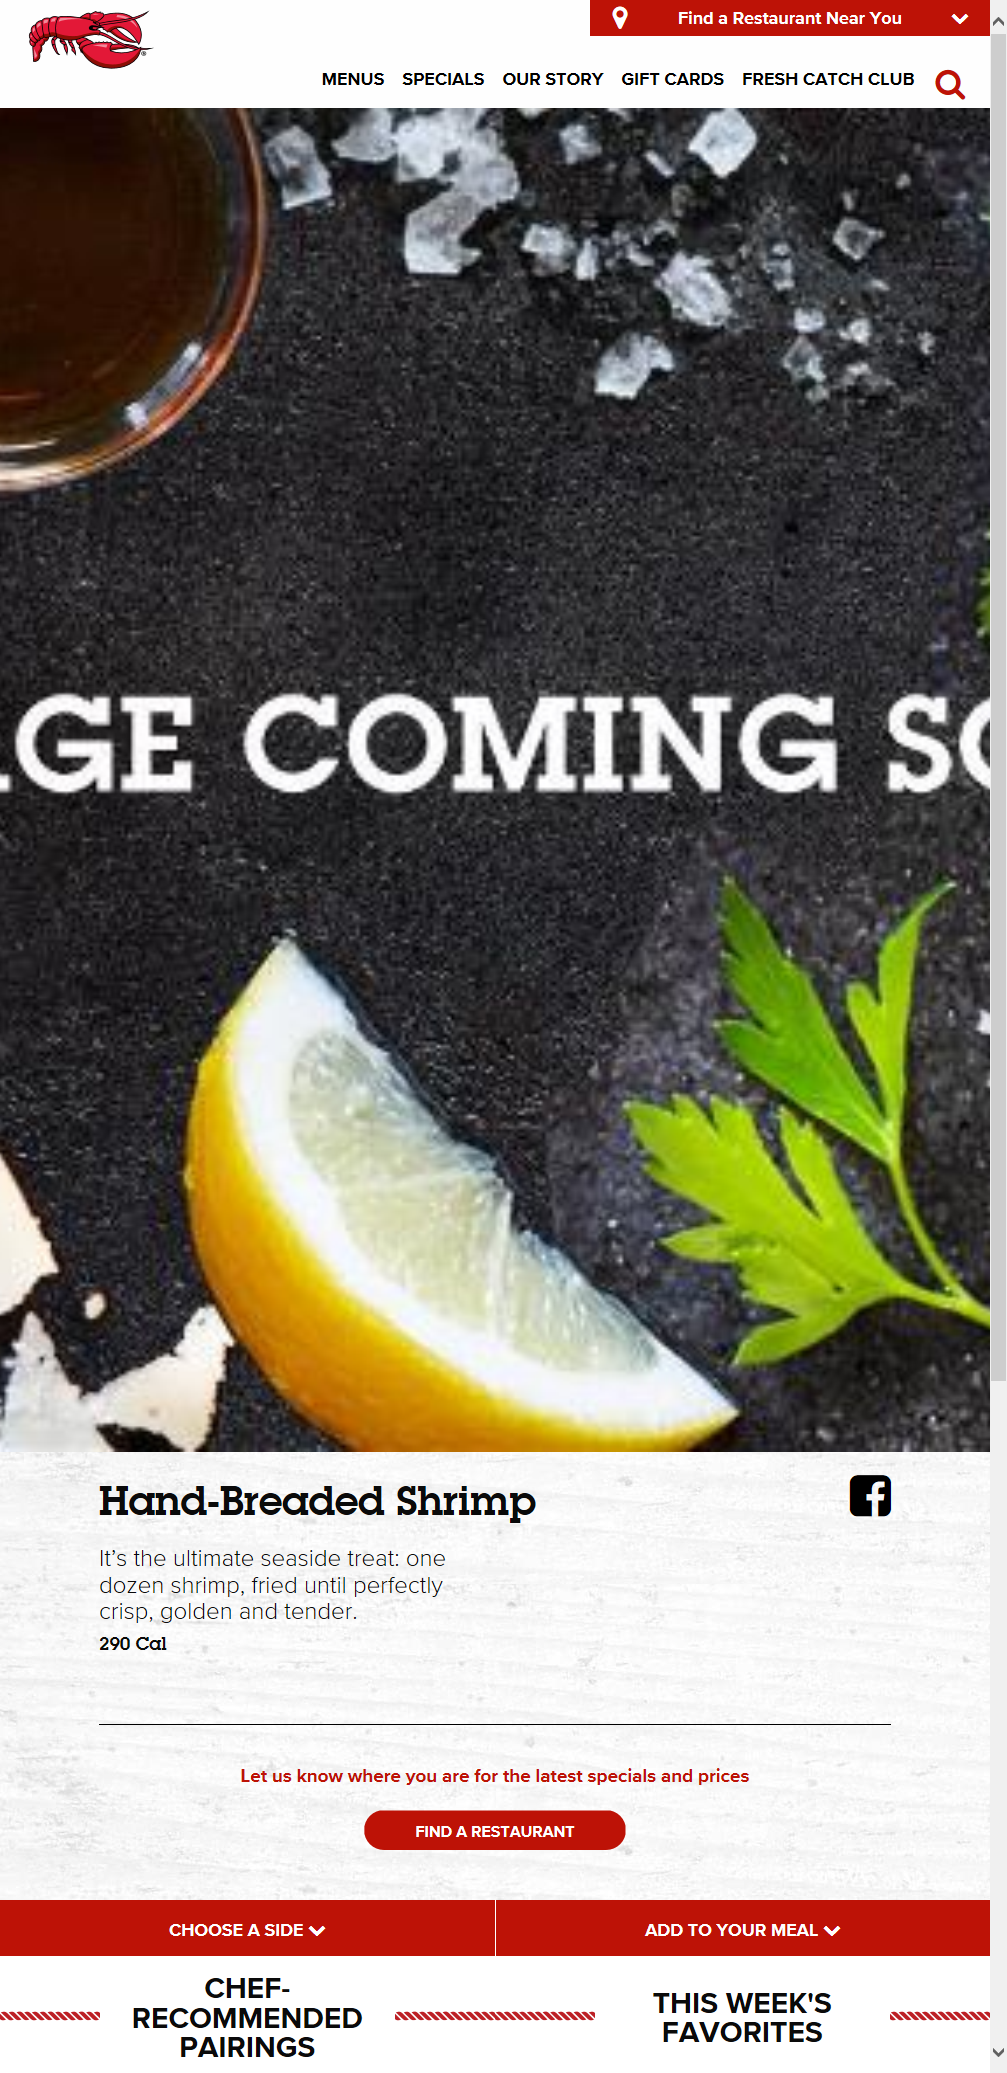 Find a Restaurant Near You
MENUS SPECIALS OUR STORY GIFT CARDS FRESH CATCH CLUB
GE COMING
Hand-Breaded Shrimp
It's the ultimate seaside treat: one
dozen shrimp, fried until perfectly
crisp, golden and tender.
290 Cal
Let us know where you are for the latest specials and prices
FIND A RESTAURANT
CHOOSE A SIDE
ADD TO YOUR MEAL
CHEF-
RECOMMENDED
PAIRINGS
THIS WEEK'S
FAVORITES